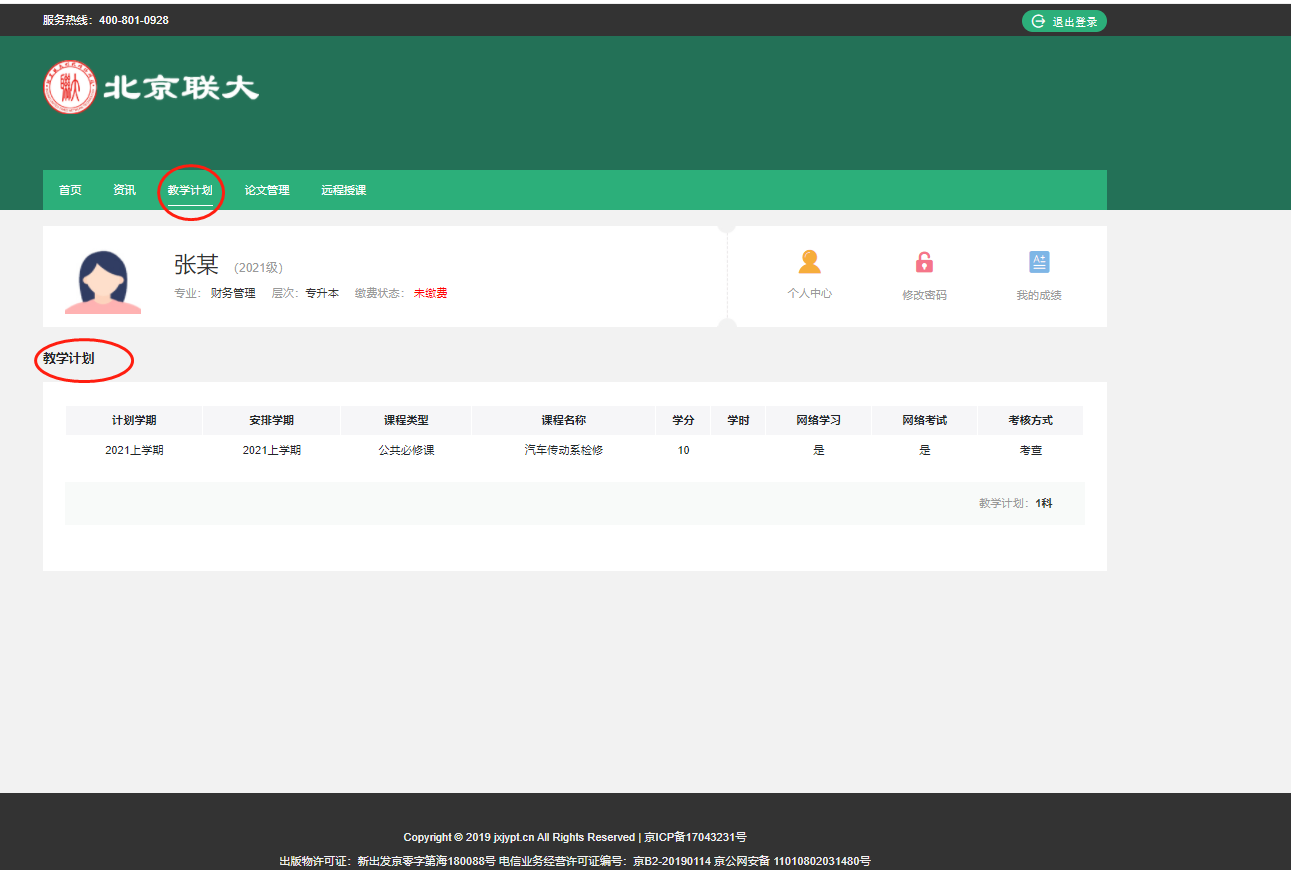 服务热线：400-801-0928
退出登录
北京联大
首页 资讯 教学计划 论文管理 远程授课
张某 (2021级)
专业： 财务管理 层次： 专升本 缴费状态： 未缴费
个人中心 修改密码 我的成绩
教学计划
计划学期 安排学期 课程类型 课程名称 学分 学时 网络学习 网络考试 考核方式
2021上学期 2021上学期 公共必修课 汽车传动系检修 10 是 是 考查
教学计划：1科
Copyright © 2019 jxjypt.cn All Rights Reserved | 京ICP备17043231号
出版物许可证：新出发京零字第海180088号 电信业务经营许可证编号：京B2-20190114 京公网安备 11010802031480号